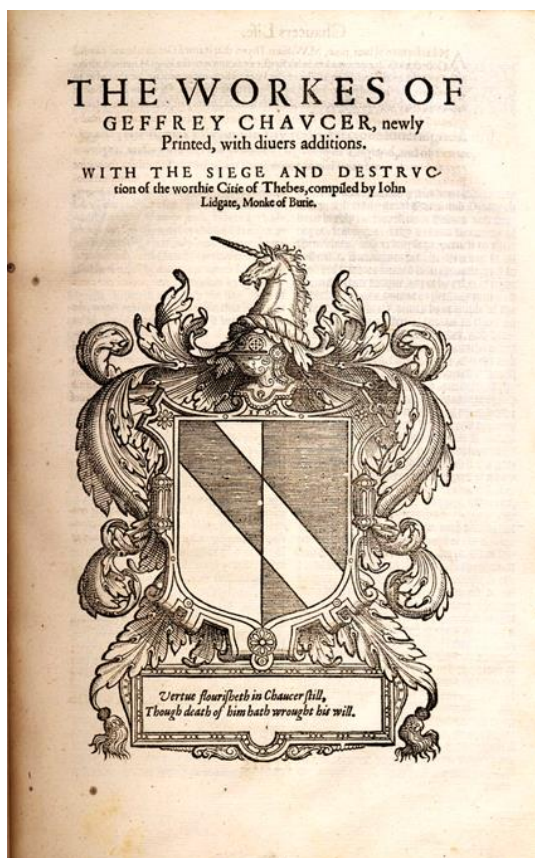 Chaucers Life.
THE WORKES OF
GEFFREY CHAVCER, newly
Printed, with diuers additions.
WITH THE SIEGE AND DESTRVC-
tion of the worthie Citie of Thebes, compiled by Iohn
Lidgate, Monke of Burie.
Vertue flourisheth in Chaucer still,
Though death of him hath wrought his will.